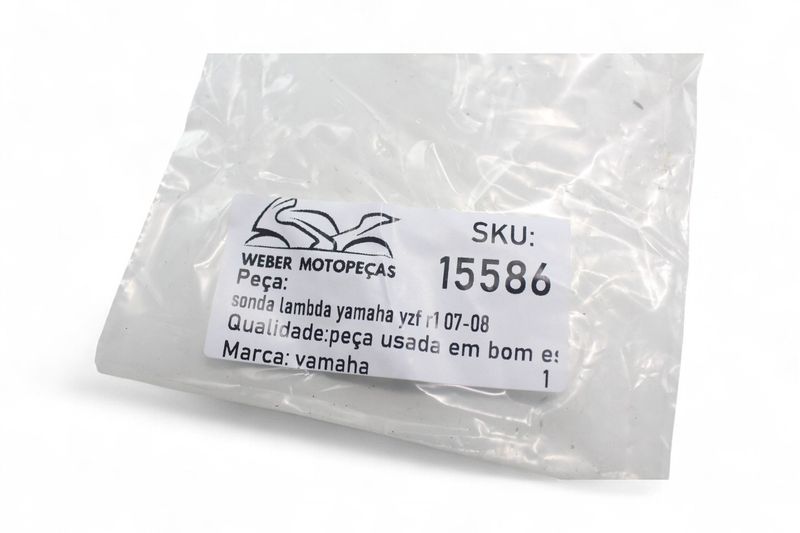 WEBER MOTOPEÇAS
SKU:
15586
Peça:
sonda lambda yamaha yzf r1 07-08
Qualidade:peça usada em bom es
Marca: yamaha
1